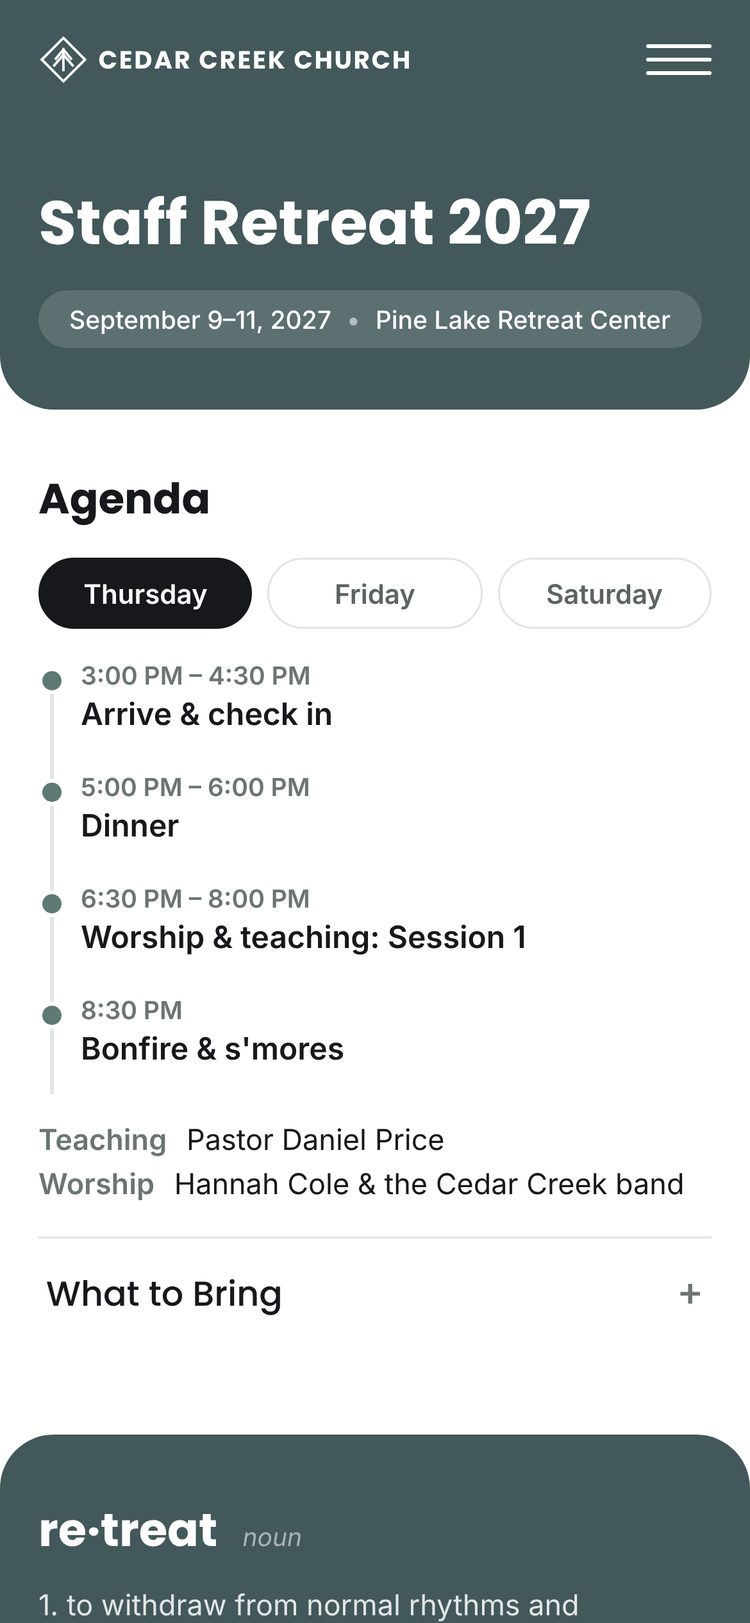 CEDAR CREEK CHURCH
Staff Retreat 2027
September 9–11, 2027 • Pine Lake Retreat Center
Agenda
Thursday Friday Saturday
3:00 PM – 4:30 PM
Arrive & check in
5:00 PM – 6:00 PM
Dinner
6:30 PM – 8:00 PM
Worship & teaching: Session 1
8:30 PM
Bonfire & s'mores
Teaching Pastor Daniel Price
Worship Hannah Cole & the Cedar Creek band
What to Bring +
re·treat noun
1. to withdraw from normal rhythms and